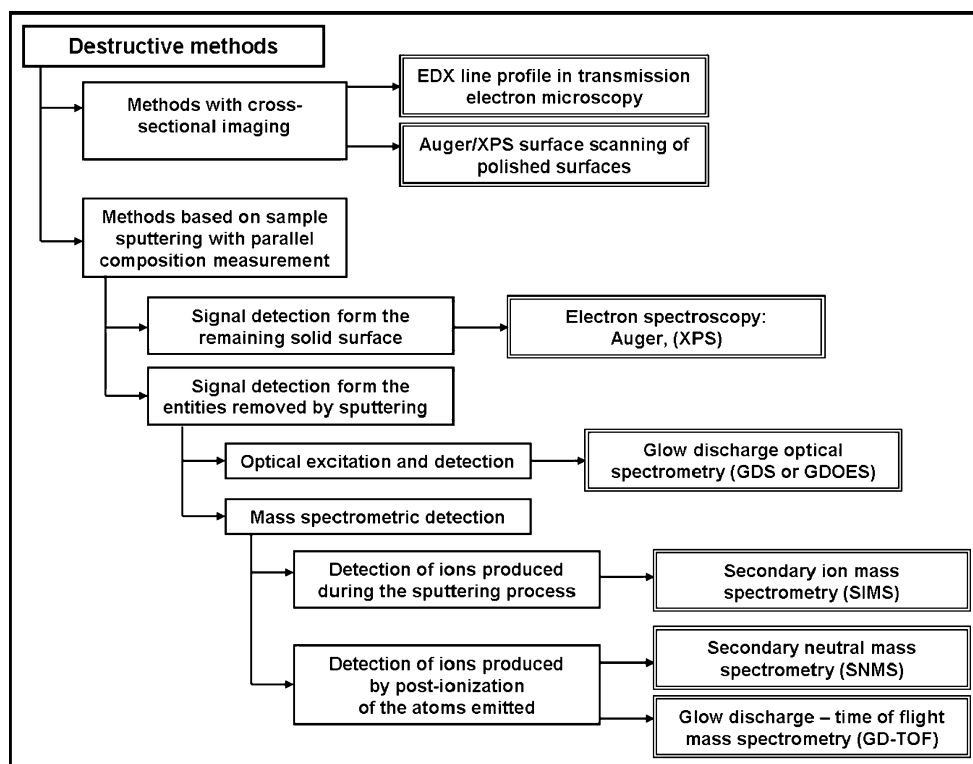 Destructive methods
EDX line profile in transmission
electron microscopy
Methods with cross-
sectional imaging
Auger/XPS surface scanning of
polished surfaces
Methods based on sample
sputtering with parallel
composition measurement
Signal detection form the
remaining solid surface
Electron spectroscopy:
Auger, (XPS)
Signal detection form the
entities removed by sputtering
Optical excitation and detection
Glow discharge optical
spectrometry (GDS or GDOES)
Mass spectrometric detection
Detection of ions produced
during the sputtering process
Secondary ion mass
spectrometry (SIMS)
Detection of ions produced
by post-ionization
of the atoms emitted
Secondary neutral mass
spectrometry (SNMS)
Glow discharge – time of flight
mass spectrometry (GD-TOF)